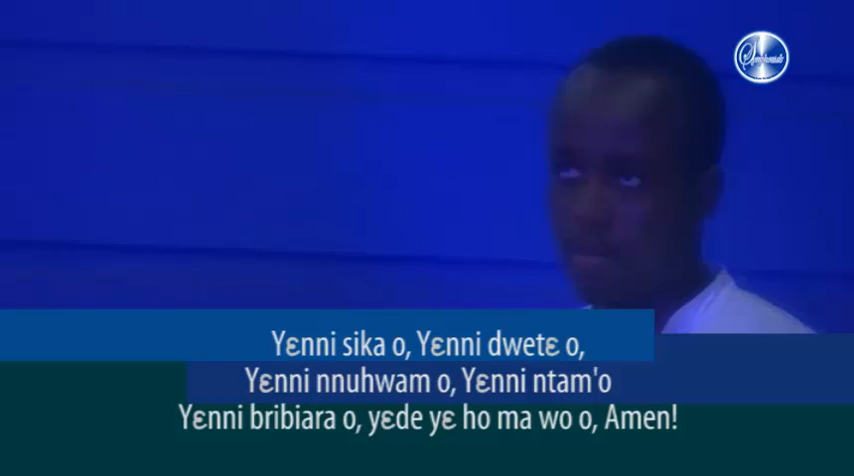 Yɛnni sika o, Yɛnni dwetɛ o,
Yɛnni nnuhwam o, Yɛnni ntam'o
Yɛnni bribiara o, yɛde yɛ ho ma wo o, Amen!